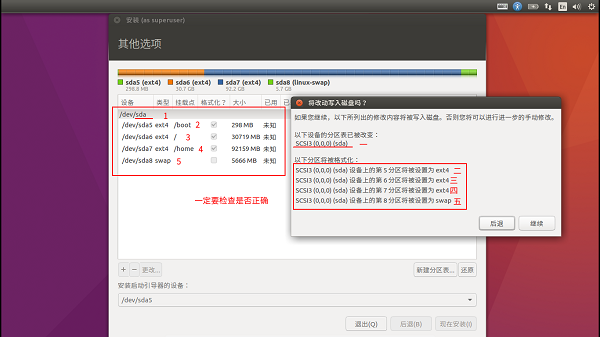 En
安装 (as superuser)
其他选项
sda5 (ext4) sda6 (ext4) sda7 (ext4) sda8 (linux-swap)
298.8 MB 30.7 GB 92.2 GB 5.7 GB
设备 类型 挂载点 格式化? 大小 已用 已
/dev/sda 1
/dev/sda5 ext4 /boot 2 298 MB 未知
/dev/sda6 ext4 / 3 30719 MB 未知
/dev/sda7 ext4 /home 4 92159 MB 未知
/dev/sda8 swap 5 5666 MB 未知
一定要检查是否正确
+ - 更改... 新建分区表... 还原
安装启动引导器的设备:
/dev/sda5
退出(Q) 后退(B) 现在安装(I)
将改动写入磁盘吗?
如果您继续,以下所列出的修改内容将被写入磁盘。否则您将可以进行进一步的手动修改。
以下设备的分区表已被改变:
SCSI3 (0,0,0) (sda) 一
以下分区将被格式化:
SCSI3 (0,0,0) (sda) 设备上的第 5 分区将被设置为 ext4 二
SCSI3 (0,0,0) (sda) 设备上的第 6 分区将被设置为 ext4 三
SCSI3 (0,0,0) (sda) 设备上的第 7 分区将被设置为 ext4 四
SCSI3 (0,0,0) (sda) 设备上的第 8 分区将被设置为 swap 五
后退 继续